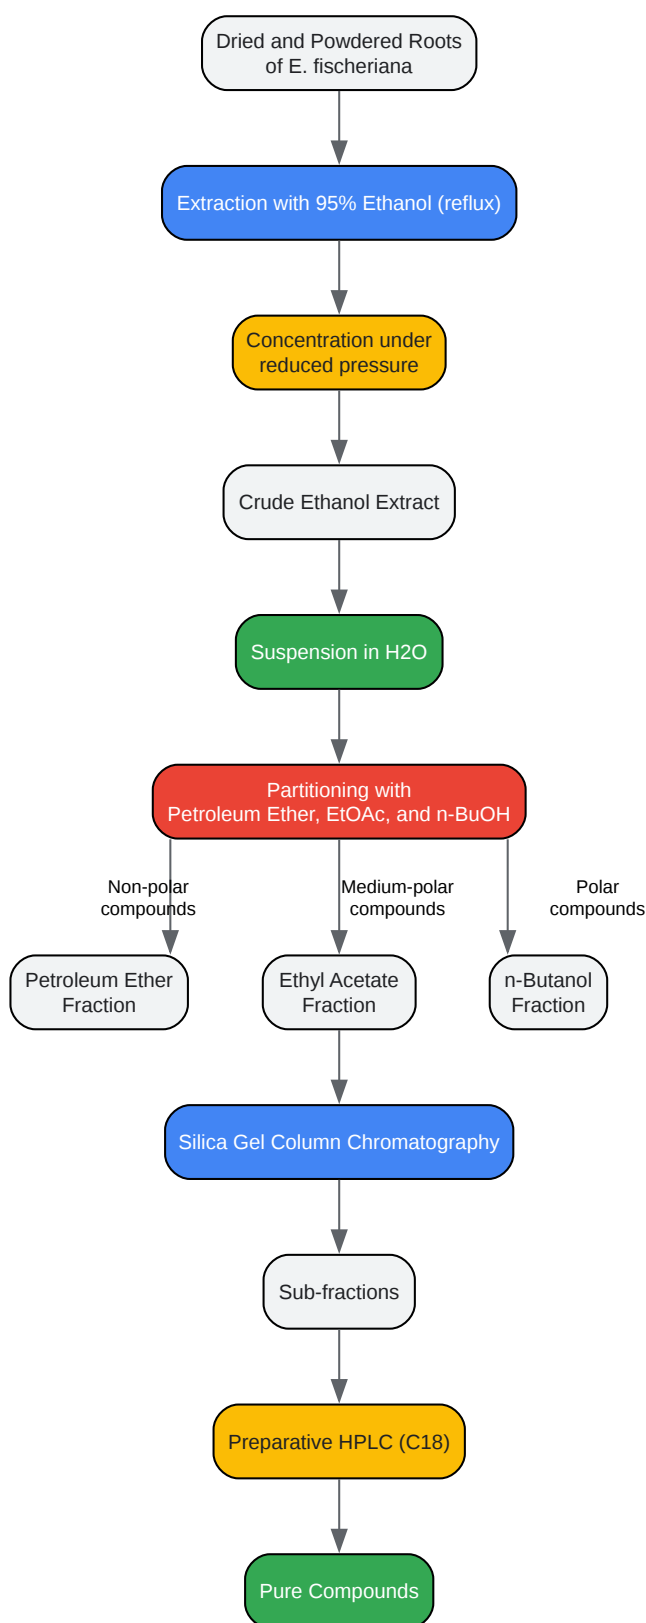 Dried and Powdered Roots
of E. fischeriana
Extraction with 95% Ethanol (reflux)
Concentration under
reduced pressure
Crude Ethanol Extract
Suspension in H2O
Partitioning with
Petroleum Ether, EtOAc, and n-BuOH
Non-polar
compounds
Medium-polar
compounds
Polar
compounds
Petroleum Ether
Fraction
Ethyl Acetate
Fraction
n-Butanol
Fraction
Silica Gel Column Chromatography
Sub-fractions
Preparative HPLC (C18)
Pure Compounds